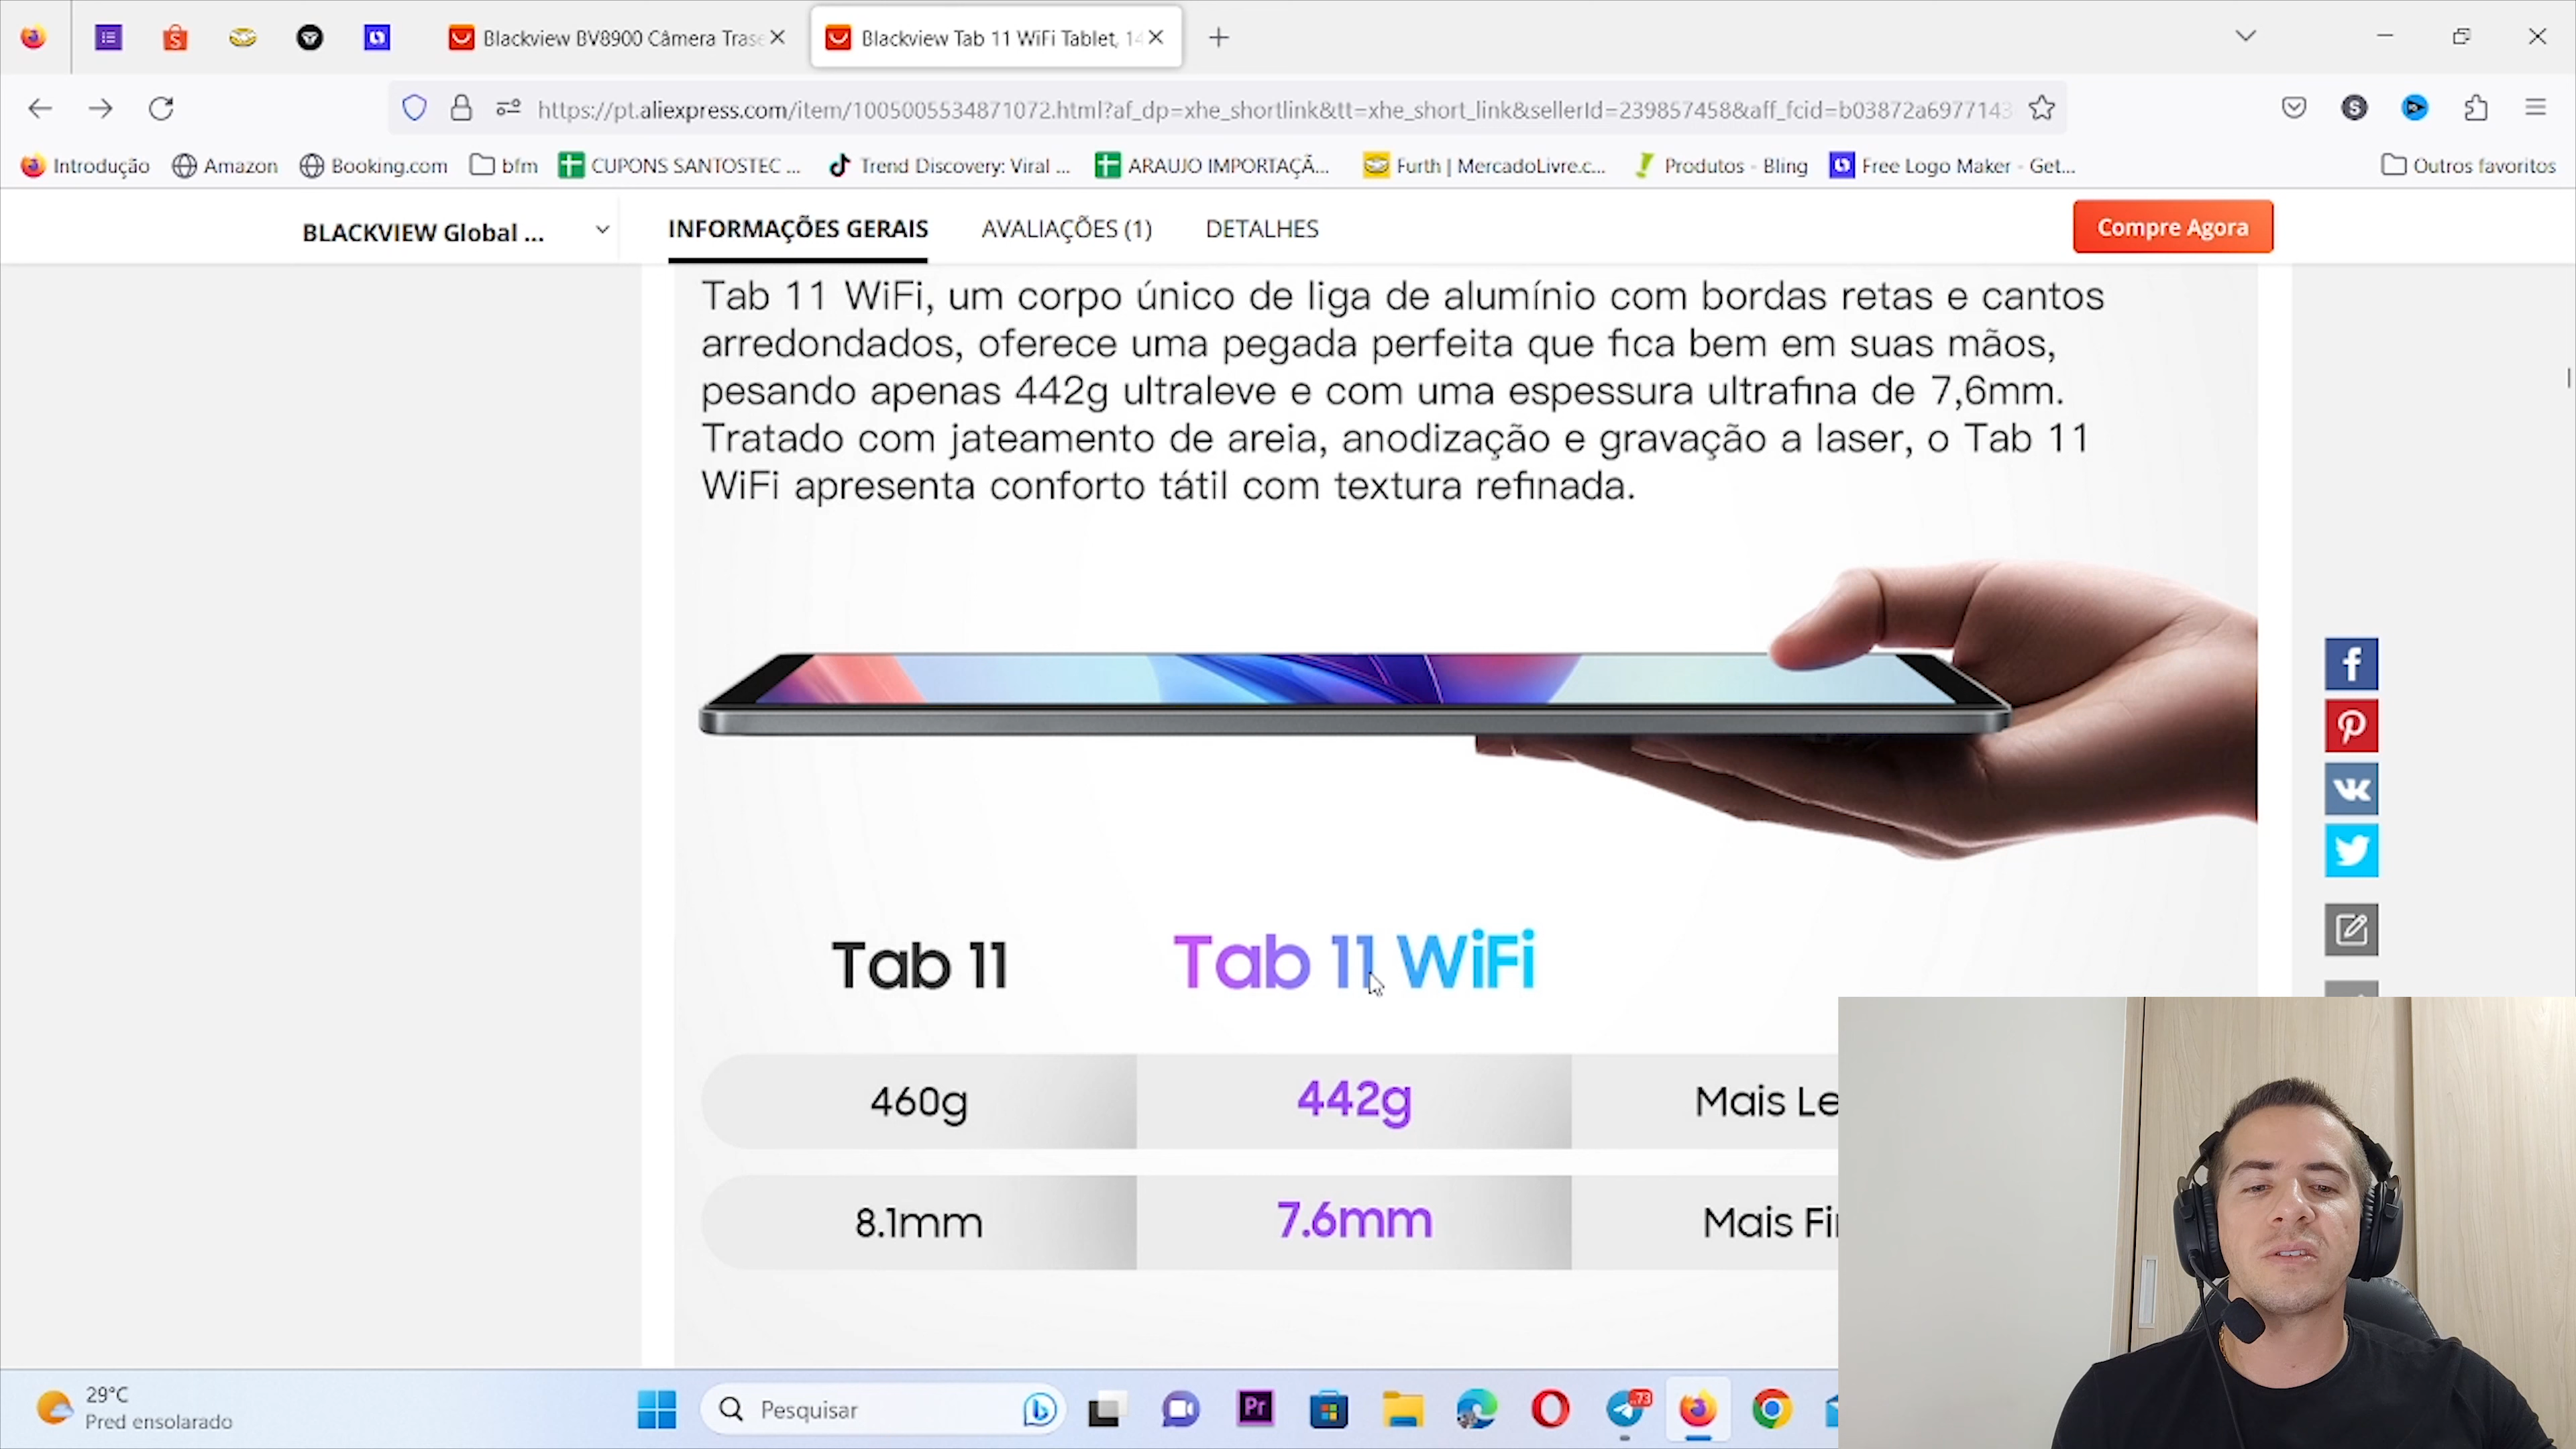 Blackview BV8900 Câmera Trase
Blackview Tab 11 WiFi Tablet, 14
https://pt.aliexpress.com/item/1005005534871072.html?af_dp=xhe_shortlink&tt=xhe_short_link&sellerId=239857458&aff_fcid=b03872a6977143
Introdução
Amazon
Booking.com
bfm
CUPONS SANTOSTEC ...
Trend Discovery: Viral ...
ARAUJO IMPORTAÇÃ...
Furth | MercadoLivre.c...
Produtos - Bling
Free Logo Maker - Get...
Outros favoritos
BLACKVIEW Global ...
INFORMAÇÕES GERAIS
AVALIAÇÕES (1)
DETALHES
Compre Agora
Tab 11 WiFi, um corpo único de liga de alumínio com bordas retas e cantos
arredondados, oferece uma pegada perfeita que fica bem em suas mãos,
pesando apenas 442g ultraleve e com uma espessura ultrafina de 7,6mm.
Tratado com jateamento de areia, anodização e gravação a laser, o Tab 11
WiFi apresenta conforto tátil com textura refinada.
Tab 11
Tab 11 WiFi
460g
442g
Mais Le
8.1mm
7.6mm
Mais Fi
29°C
Pred ensolarado
Pesquisar
Pr
73